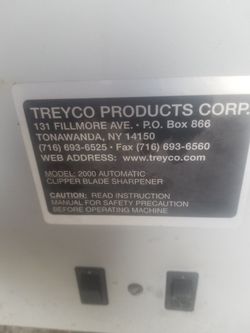 TREYCO PRODUCTS CORP.
131 FILLMORE AVE. • P.O. Box 866
TONAWANDA, NY 14150
(716) 693-6525 • Fax (716) 693-6560
WEB ADDRESS: www.treyco.com
MODEL: 2000 AUTOMATIC
CLIPPER BLADE SHARPENER
CAUTION: READ INSTRUCTION
MANUAL FOR SAFETY PRECAUTION
BEFORE OPERATING MACHINE